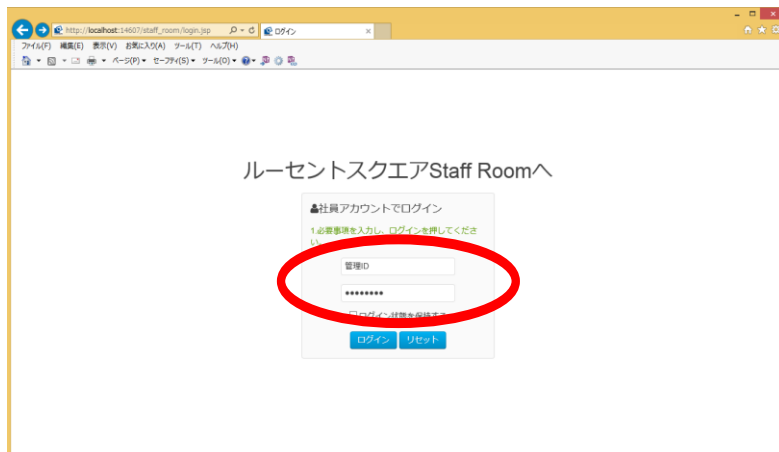 http://localhost:14607/staff_room/login.jsp
ログイン
ファイル(F) 編集(E) 表示(V) お気に入り(A) ツール(T) ヘルプ(H)
ページ(P) セーフティ(S) ツール(O)
ルーセントスクエアStaff Roomへ
社員アカウントでログイン
1.必要事項を入力し、ログインを押してくださ
い。
管理ID
••••••••
ログイン状態を保持する
ログイン リセット